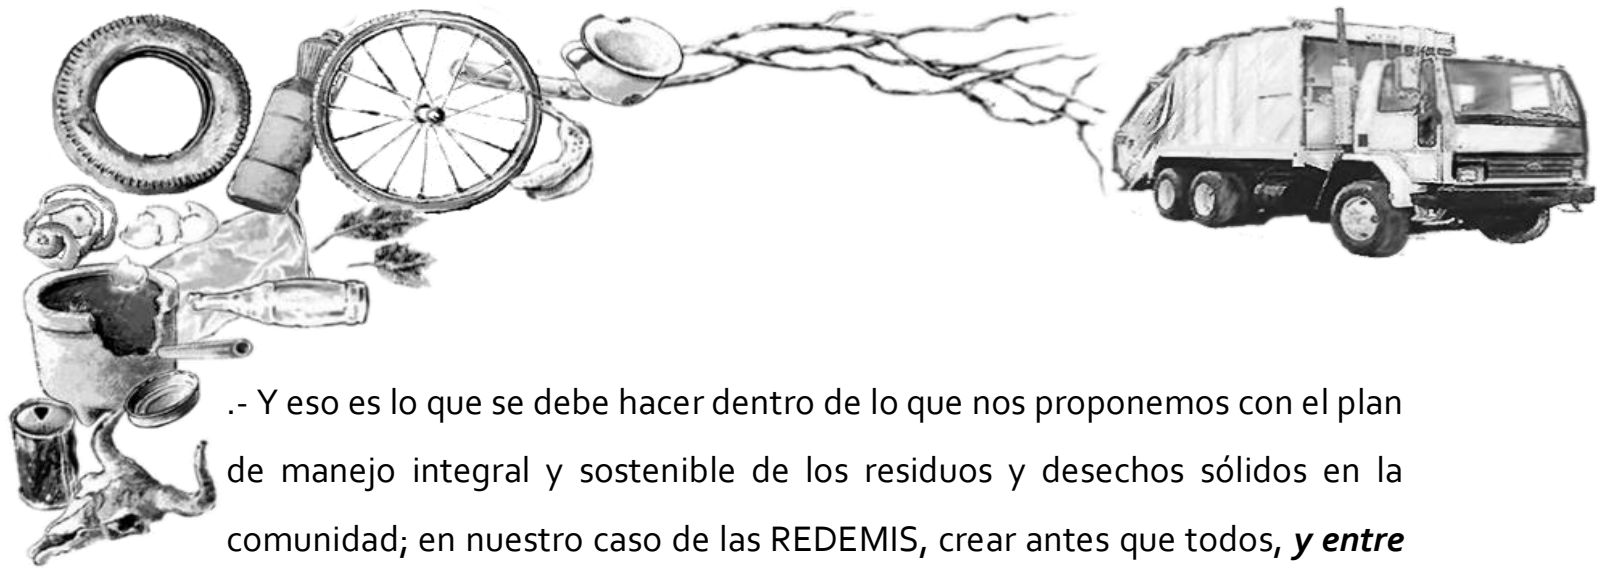 .- Y eso es lo que se debe hacer dentro de lo que nos proponemos con el plan
de manejo integral y sostenible de los residuos y desechos sólidos en la
comunidad; en nuestro caso de las REDEMIS, crear antes que todos, y entre